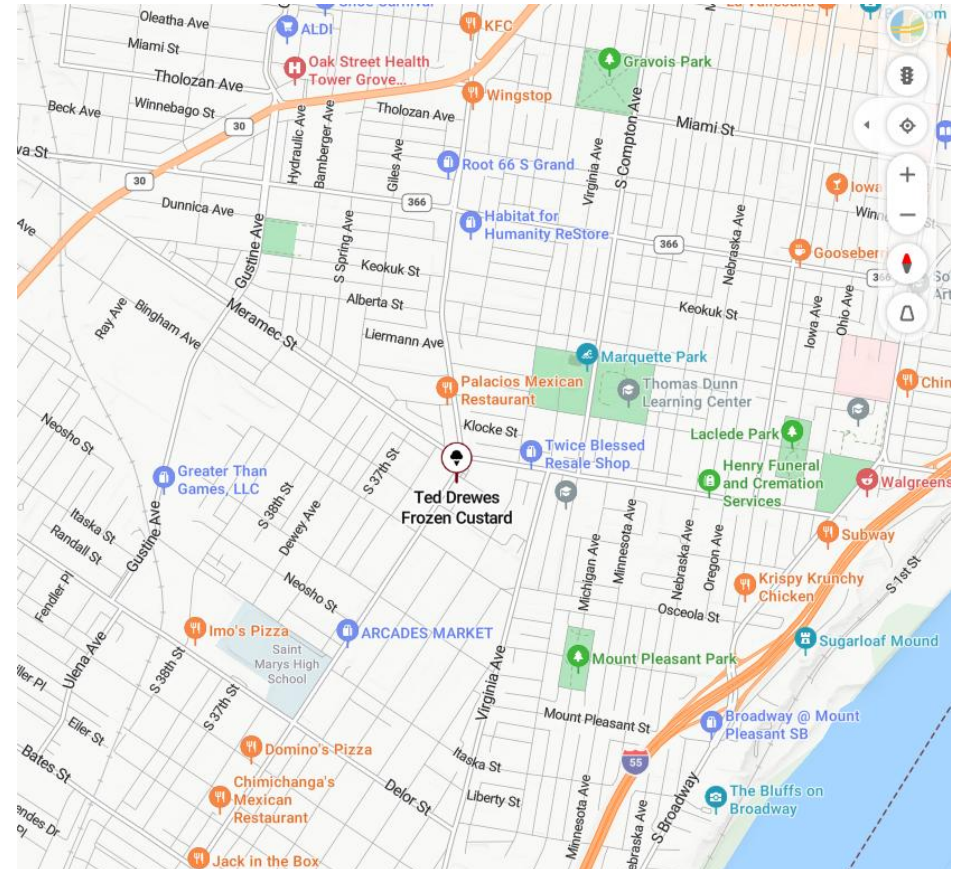 Oleatha Ave
ALDI
KFC
Miami St
Oak Street Health
Tower Grove...
Gravois Park
Tholozan Ave
Wingstop
Beck Ave
Winnebago St
30
Tholozan Ave
S Compton Ave
Miami St
Hydraulic Ave
Bamberger Ave
Giles Ave
Root 66 S Grand
Virginia Ave
30
366
Dunnica Ave
Habitat for
Humanity ReStore
Iowa
366
Nebraska Ave
Gustine Ave
S Spring Ave
Keokuk St
366
Alberta St
Keokuk St
Iowa Ave
Ohio Ave
Ray Ave
Bingham Ave
Meramec St
Liermann Ave
Marquette Park
Palacios Mexican
Restaurant
Thomas Dunn
Learning Center
Neosho St
Klocke St
Laclede Park
Twice Blessed
Resale Shop
Greater Than
Games, LLC
S 37th St
Henry Funeral
and Cremation
Services
Walgreens
S 38th St
Dewey Ave
Ted Drewes
Frozen Custard
Itaska St
Randall St
Gustine Ave
Michigan Ave
Minnesota Ave
Nebraska Ave
Oregon Ave
Subway
S 1st St
Fendler Pl
Neosho St
Krispy Krunchy
Chicken
Osceola St
Imo's Pizza
ARCADES MARKET
Sugarloaf Mound
Ulena Ave
Saint
Marys High
School
S 38th St
S 37th St
Mount Pleasant Park
Virginia Ave
Eiler St
Mount Pleasant St
Broadway @ Mount
Pleasant SB
Bates St
Domino's Pizza
Itaska St
55
Chimichanga's
Mexican
Restaurant
Delor St
Liberty St
Minnesota Ave
S Broadway
The Bluffs on
Broadway
Jack in the Box